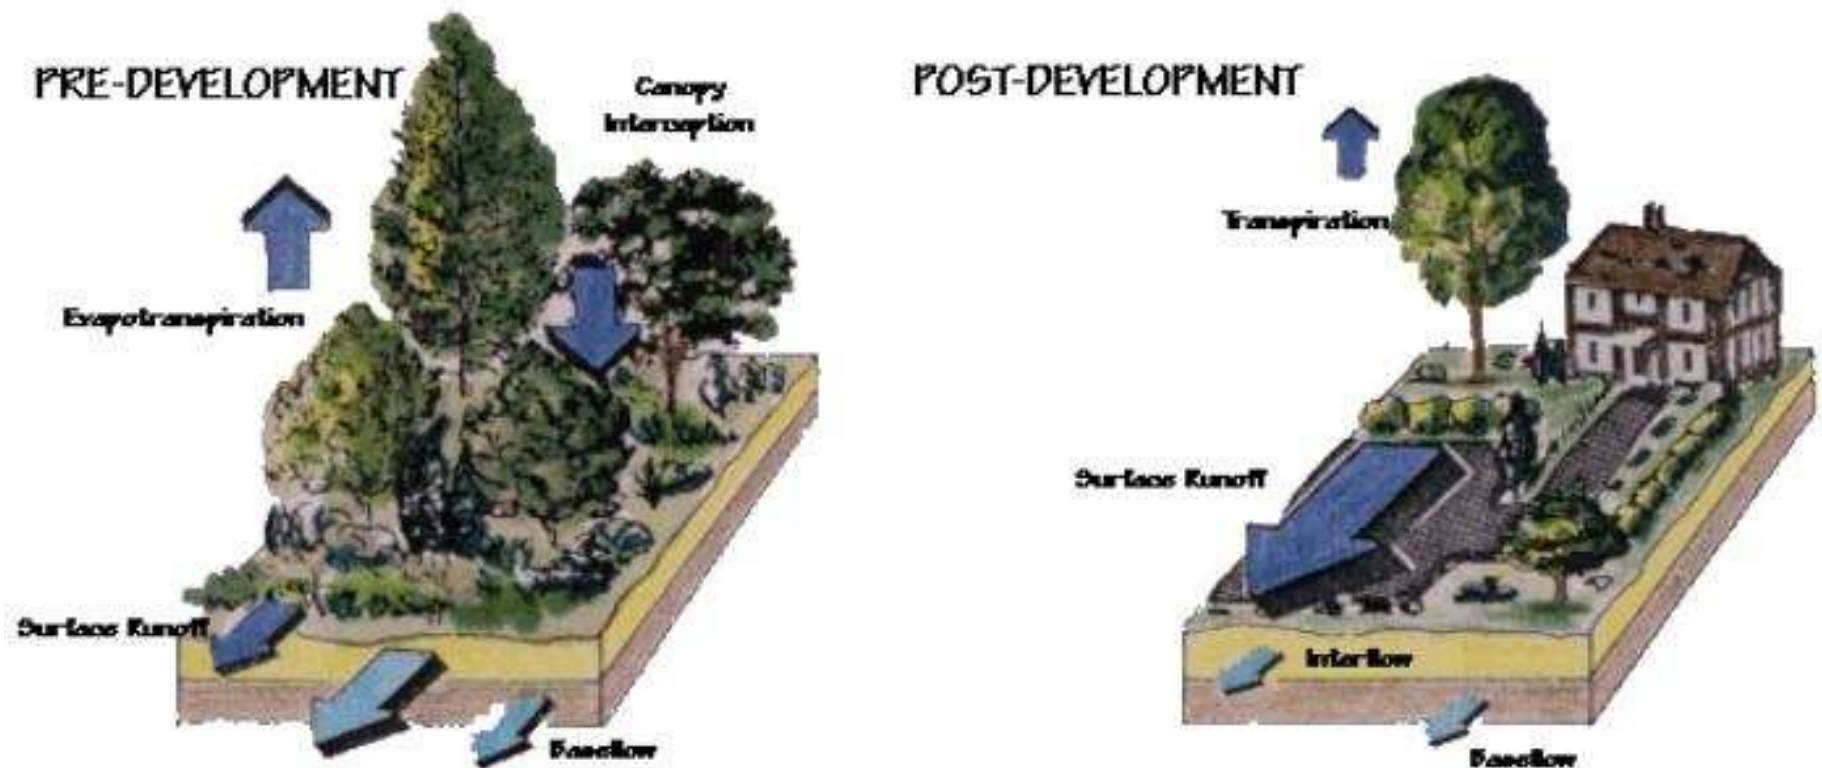 PRE-DEVELOPMENT
Canopy
Interception
Evapotranspiration
Surface Runoff
Baseflow
POST-DEVELOPMENT
Transpiration
Surface Runoff
Interflow
Baseflow